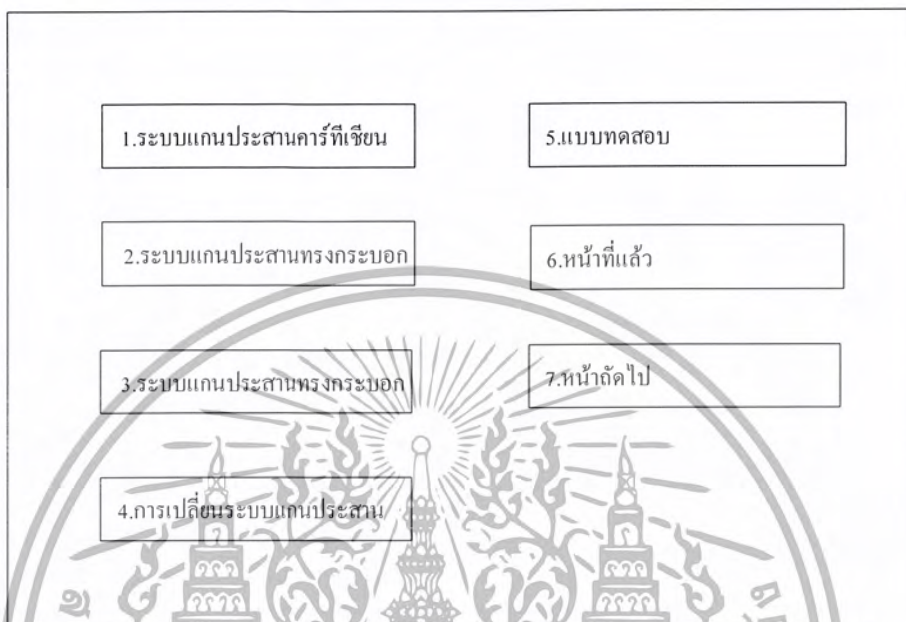 1.ระบบแกนประสานคาร์ทีเชียน
2.ระบบแกนประสานทรงกระบอก
3.ระบบแกนประสานทรงกระบอก
4.การเปลี่ยนระบบแกนประสาน
5.แบบทดสอบ
6.หน้าที่แล้ว
7.หน้าถัดไป